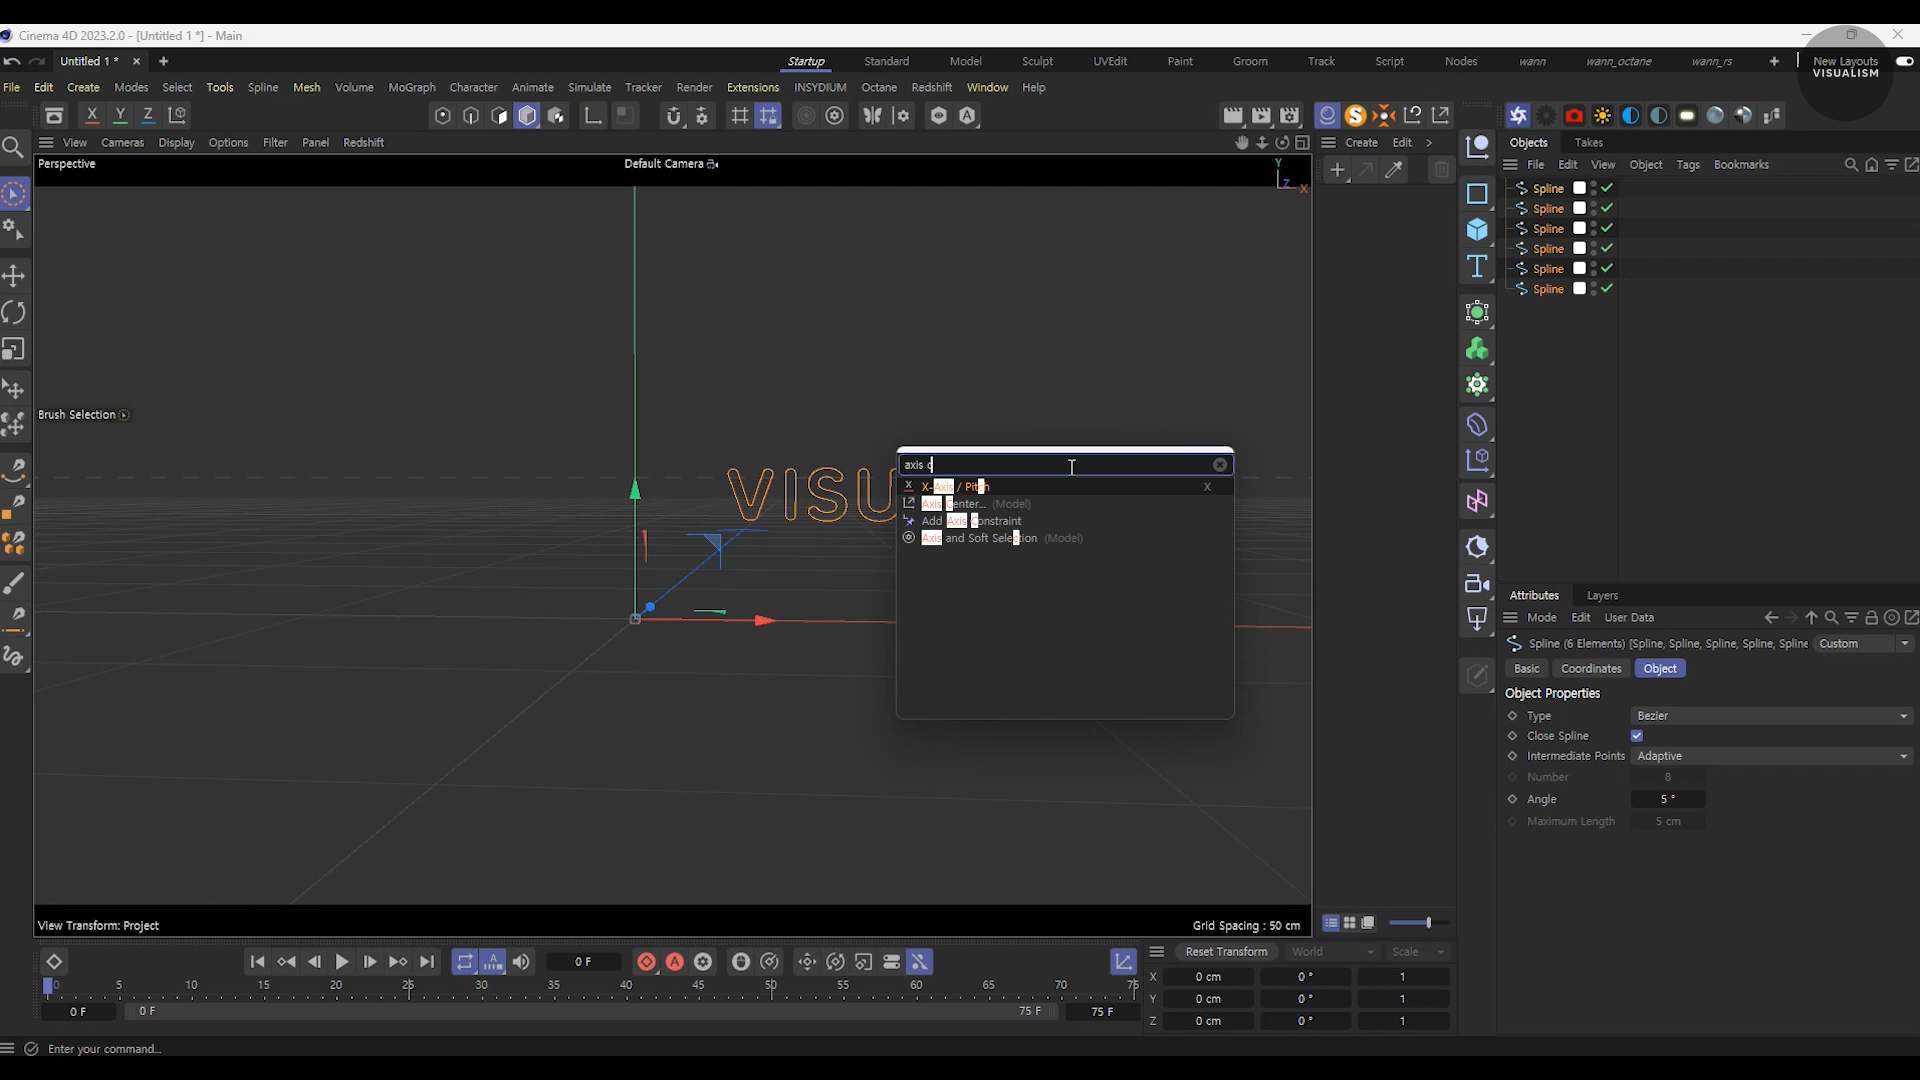 Cinema 4D 2023.2.0 - [Untitled 1 *] - Main
Untitled 1 *
Startup Standard Model Sculpt UVEdit Paint Groom Track Script Nodes wann wann_octane wann_rs New Layouts
VISUALISM
File Edit Create Modes Select Tools Spline Mesh Volume MoGraph Character Animate Simulate Tracker Render Extensions INSYDIUM Octane Redshift Window Help
X Y Z
View Cameras Display Options Filter Panel Redshift
Create Edit
Objects Takes
File Edit View Object Tags Bookmarks
Perspective
Default Camera
Y
Z X
Spline
Spline
Spline
Spline
Spline
Spline
Brush Selection
VISU
axis c
X-Axis / Pitch X
Axis Center... (Model)
Add Axis Constraint
Axis and Soft Selection (Model)
Attributes Layers
Mode Edit User Data
Spline (6 Elements) [Spline, Spline, Spline, Spline, Spline Custom
Basic Coordinates Object
Object Properties
Type Bezier
Close Spline
Intermediate Points Adaptive
Number 8
Angle 5 °
Maximum Length 5 cm
View Transform: Project
Grid Spacing : 50 cm
0 F
Reset Transform World Scale
0 5 10 15 20 25 30 35 40 45 50 55 60 65 70 75
0 F 0 F 75 F 75 F
X 0 cm 0 ° 1
Y 0 cm 0 ° 1
Z 0 cm 0 ° 1
Enter your command...